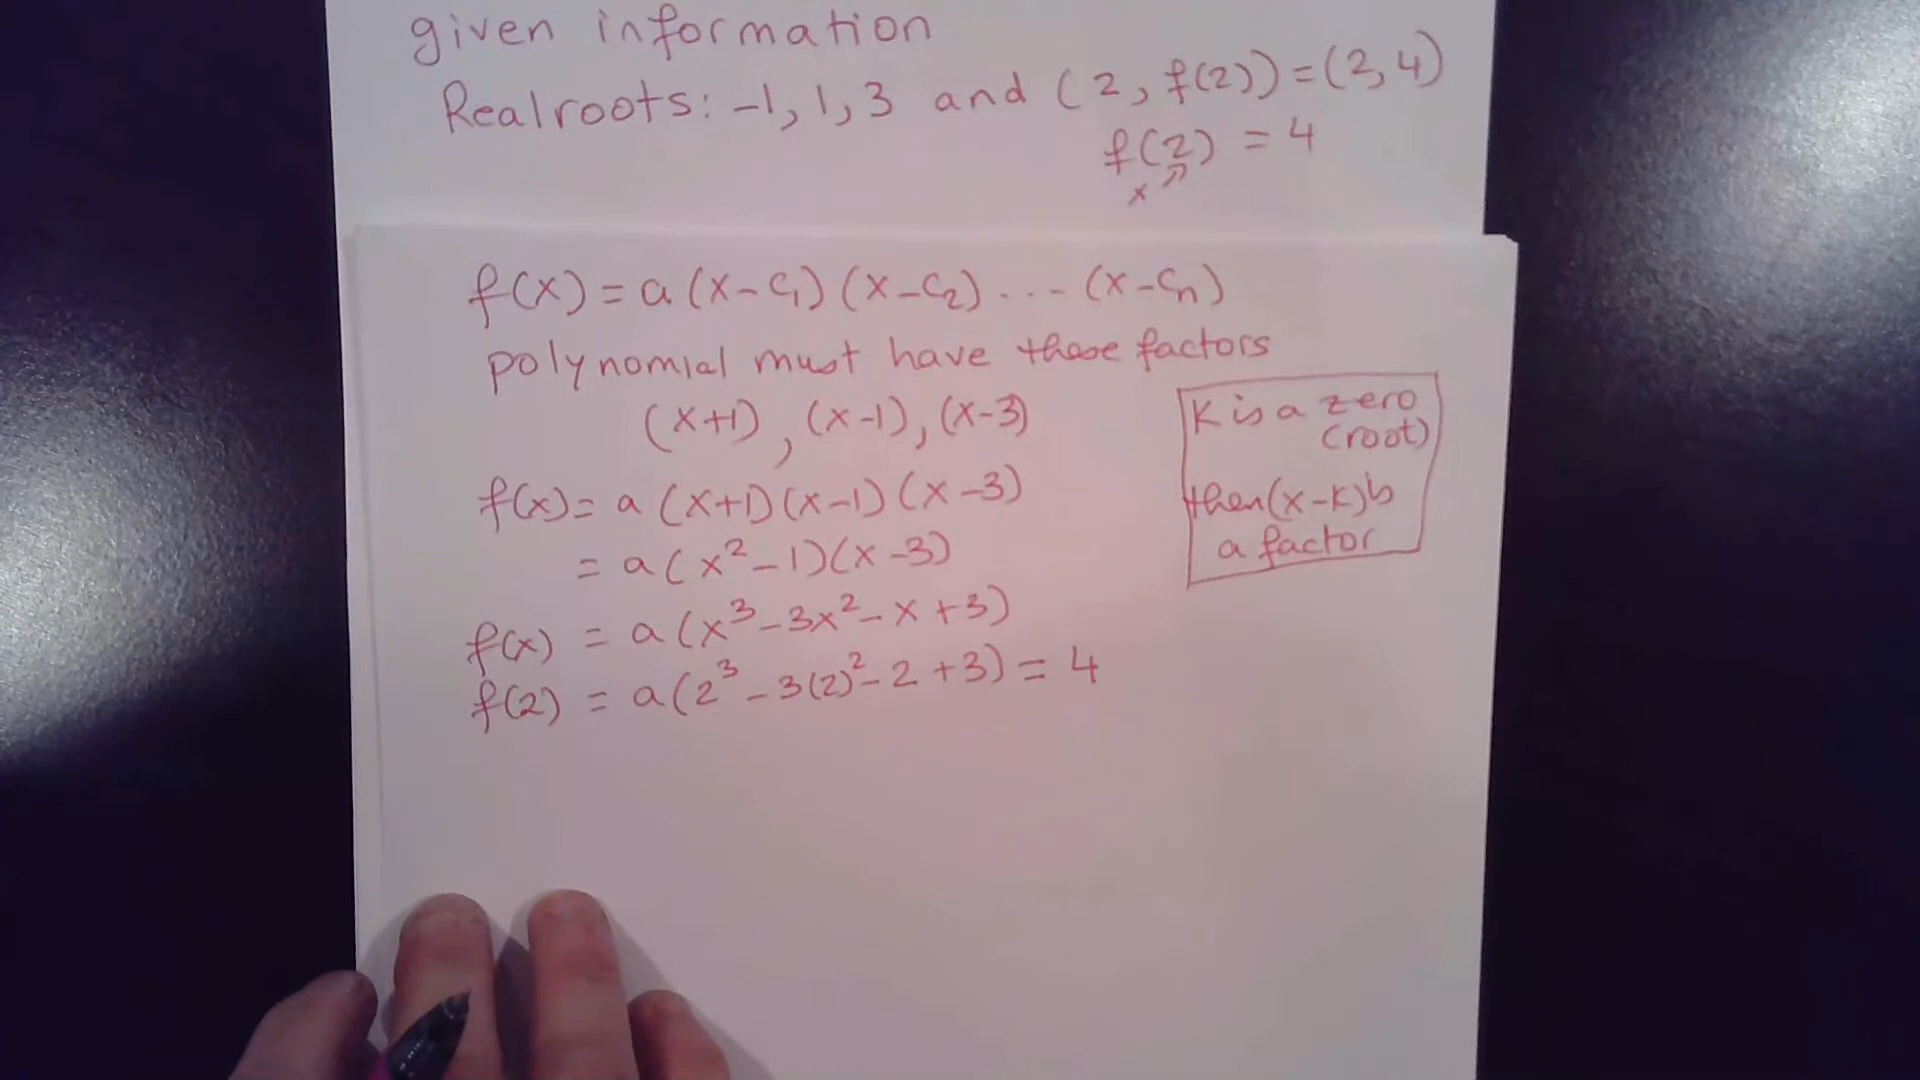 given information
Real roots: -1, 1, 3 and (2, f(2)) = (2, 4)
f(2) = 4
x
f(x) = a (x-c₁) (x-c₂) ... (x-cₙ)
polynomial must have these factors
(x+1), (x-1), (x-3)
K is a zero
(root)
then (x-K) is
a factor
f(x) = a (x+1) (x-1) (x-3)
= a (x²-1)(x-3)
f(x) = a (x³-3x²-x+3)
f(2) = a (2³-3(2)²-2+3) = 4